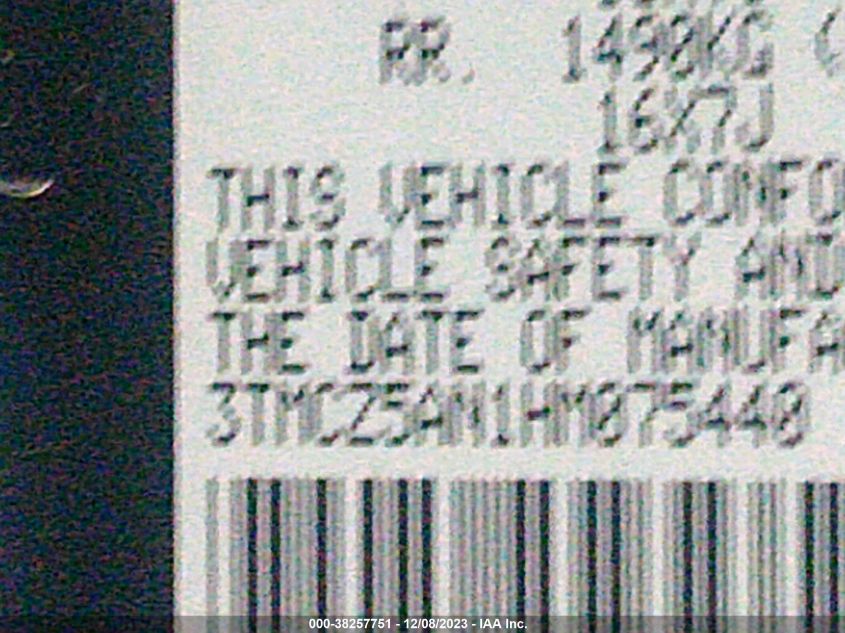 RR. 1490KG (
16X7J
THIS VEHICLE CONFO
VEHICLE SAFETY AND
THE DATE OF MANUFA
3TMCZ5AN1HM075440
000-38257751 - 12/08/2023 - IAA Inc.